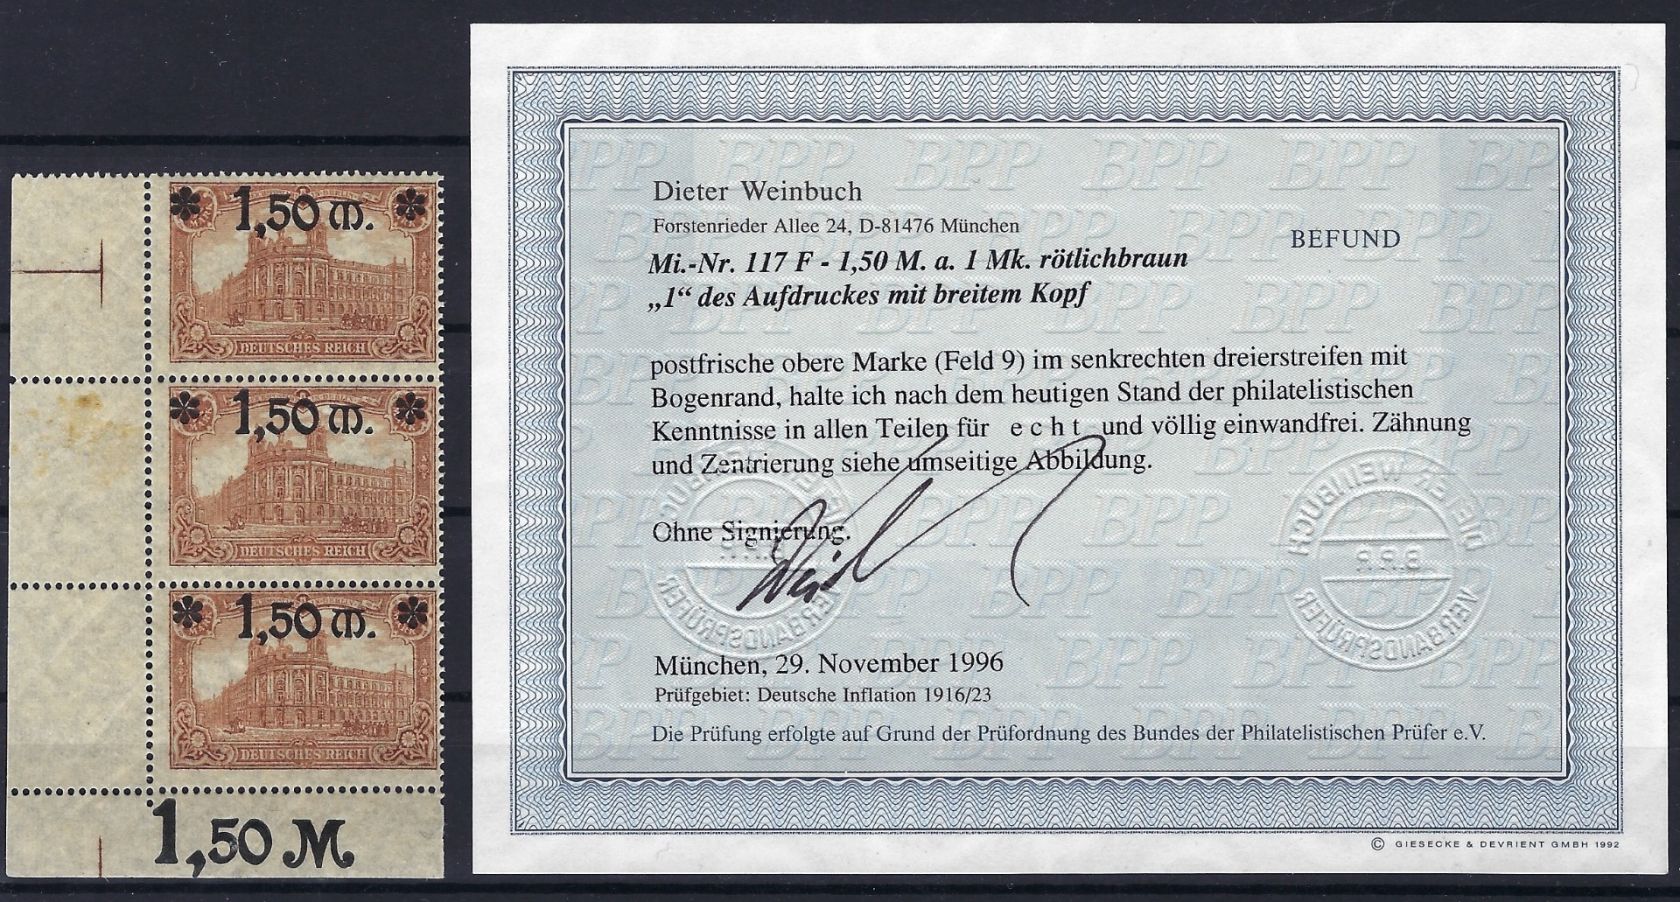 1,50 M.
DEUTSCHES REICH
1,50 M.
DEUTSCHES REICH
1,50 M.
DEUTSCHES REICH
1,50 M
Dieter Weinbuch
Forstenrieder Allee 24, D-81476 München
BEFUND
Mi.-Nr. 117 F - 1,50 M. a. 1 Mk. rötlichbraun
„1“ des Aufdruckes mit breitem Kopf
postfrische obere Marke (Feld 9) im senkrechten dreierstreifen mit
Bogenrand, halte ich nach dem heutigen Stand der philatelistischen
Kenntnisse in allen Teilen für e c h t und völlig einwandfrei. Zähnung
und Zentrierung siehe umseitige Abbildung.
Ohne Signierung.
DIETER WEINBUCH
B.P.P.
VERBANDSPRÜFER
München, 29. November 1996
Prüfgebiet: Deutsche Inflation 1916/23
Die Prüfung erfolgte auf Grund der Prüfordnung des Bundes der Philatelistischen Prüfer e.V.
© GIESECKE & DEVRIENT GMBH 1992